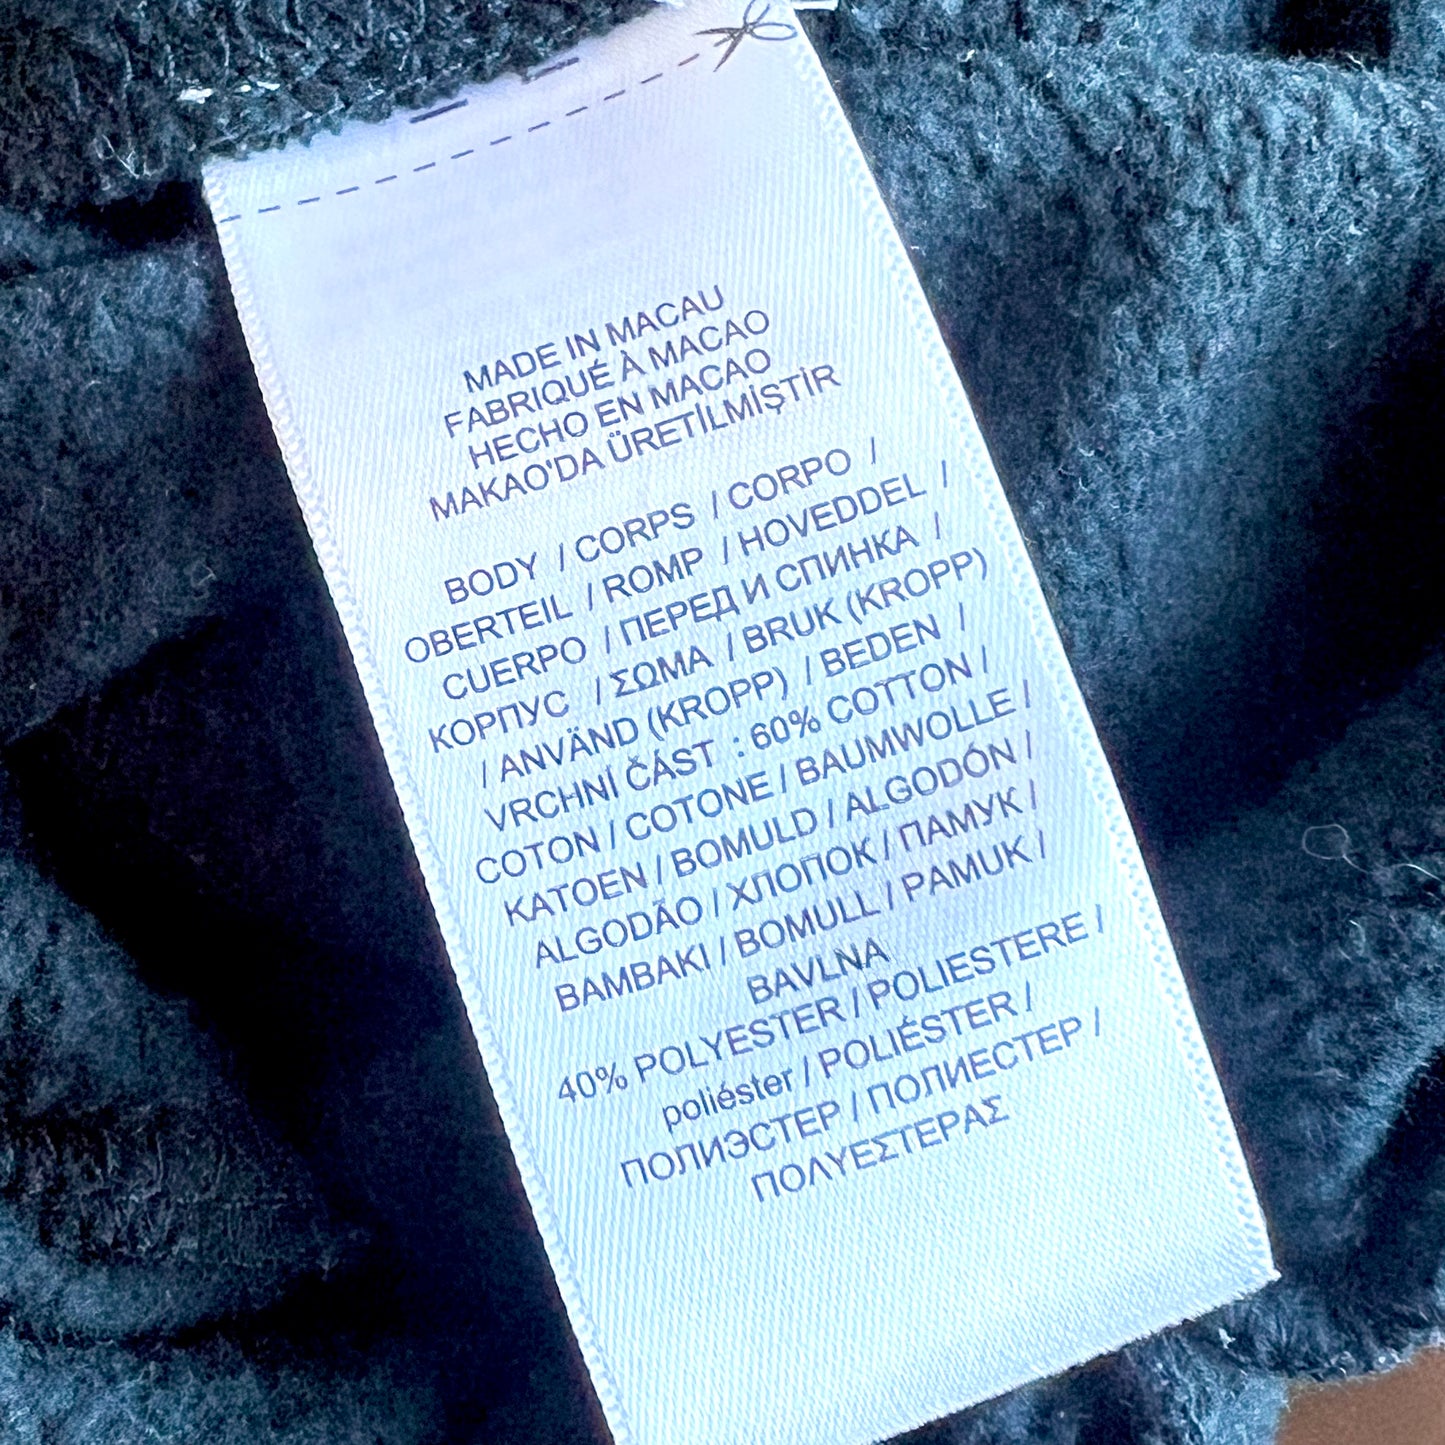 MADE IN MACAU
FABRIQUÉ À MACAO
HECHO EN MACAO
MAKAO'DA ÜRETİLMİŞTİR
BODY / CORPS / CORPO /
OBERTEIL / ROMP / HOVEDDEL /
CUERPO / ПЕРЕД И СПИНКА /
КОРПУС / ΣΩΜΑ / BRUK (KROPP)
/ ANVÄND (KROPP) / BEDEN /
VRCHNÍ ČÁST : 60% COTTON /
COTON / COTONE / BAUMWOLLE /
KATOEN / BOMULD / ALGODÓN /
ALGODÃO / ХЛОПОК / ПАМУК /
BAMBAKI / BOMULL / PAMUK /
BAVLNA
40% POLYESTER / POLIESTERE /
poliéster / POLIÉSTER /
ПОЛИЭСТЕР / ПОЛИЕСТЕР /
ΠΟΛΥΕΣΤΕΡΑΣ